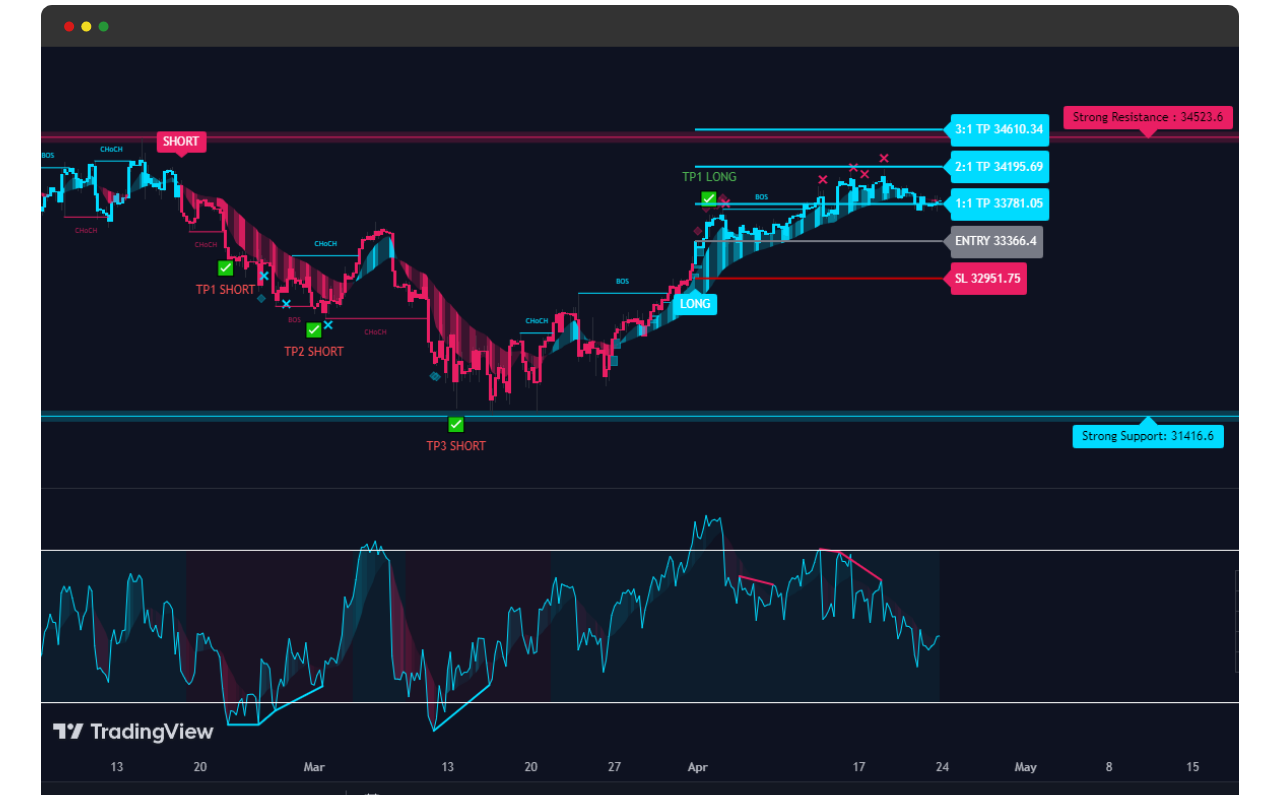 Strong Resistance : 34523.6
3:1 TP 34610.34
SHORT
CHoCH
BOS
2:1 TP 34195.69
TP1 LONG
BOS
1:1 TP 33781.05
CHoCH
CHoCH
CHoCH
ENTRY 33366.4
SL 32951.75
BOS
TP1 SHORT
LONG
BOS
CHoCH
CHoCH
TP2 SHORT
Strong Support: 31416.6
TP3 SHORT
TradingView
13 20 Mar 13 20 27 Apr 17 24 May 8 15